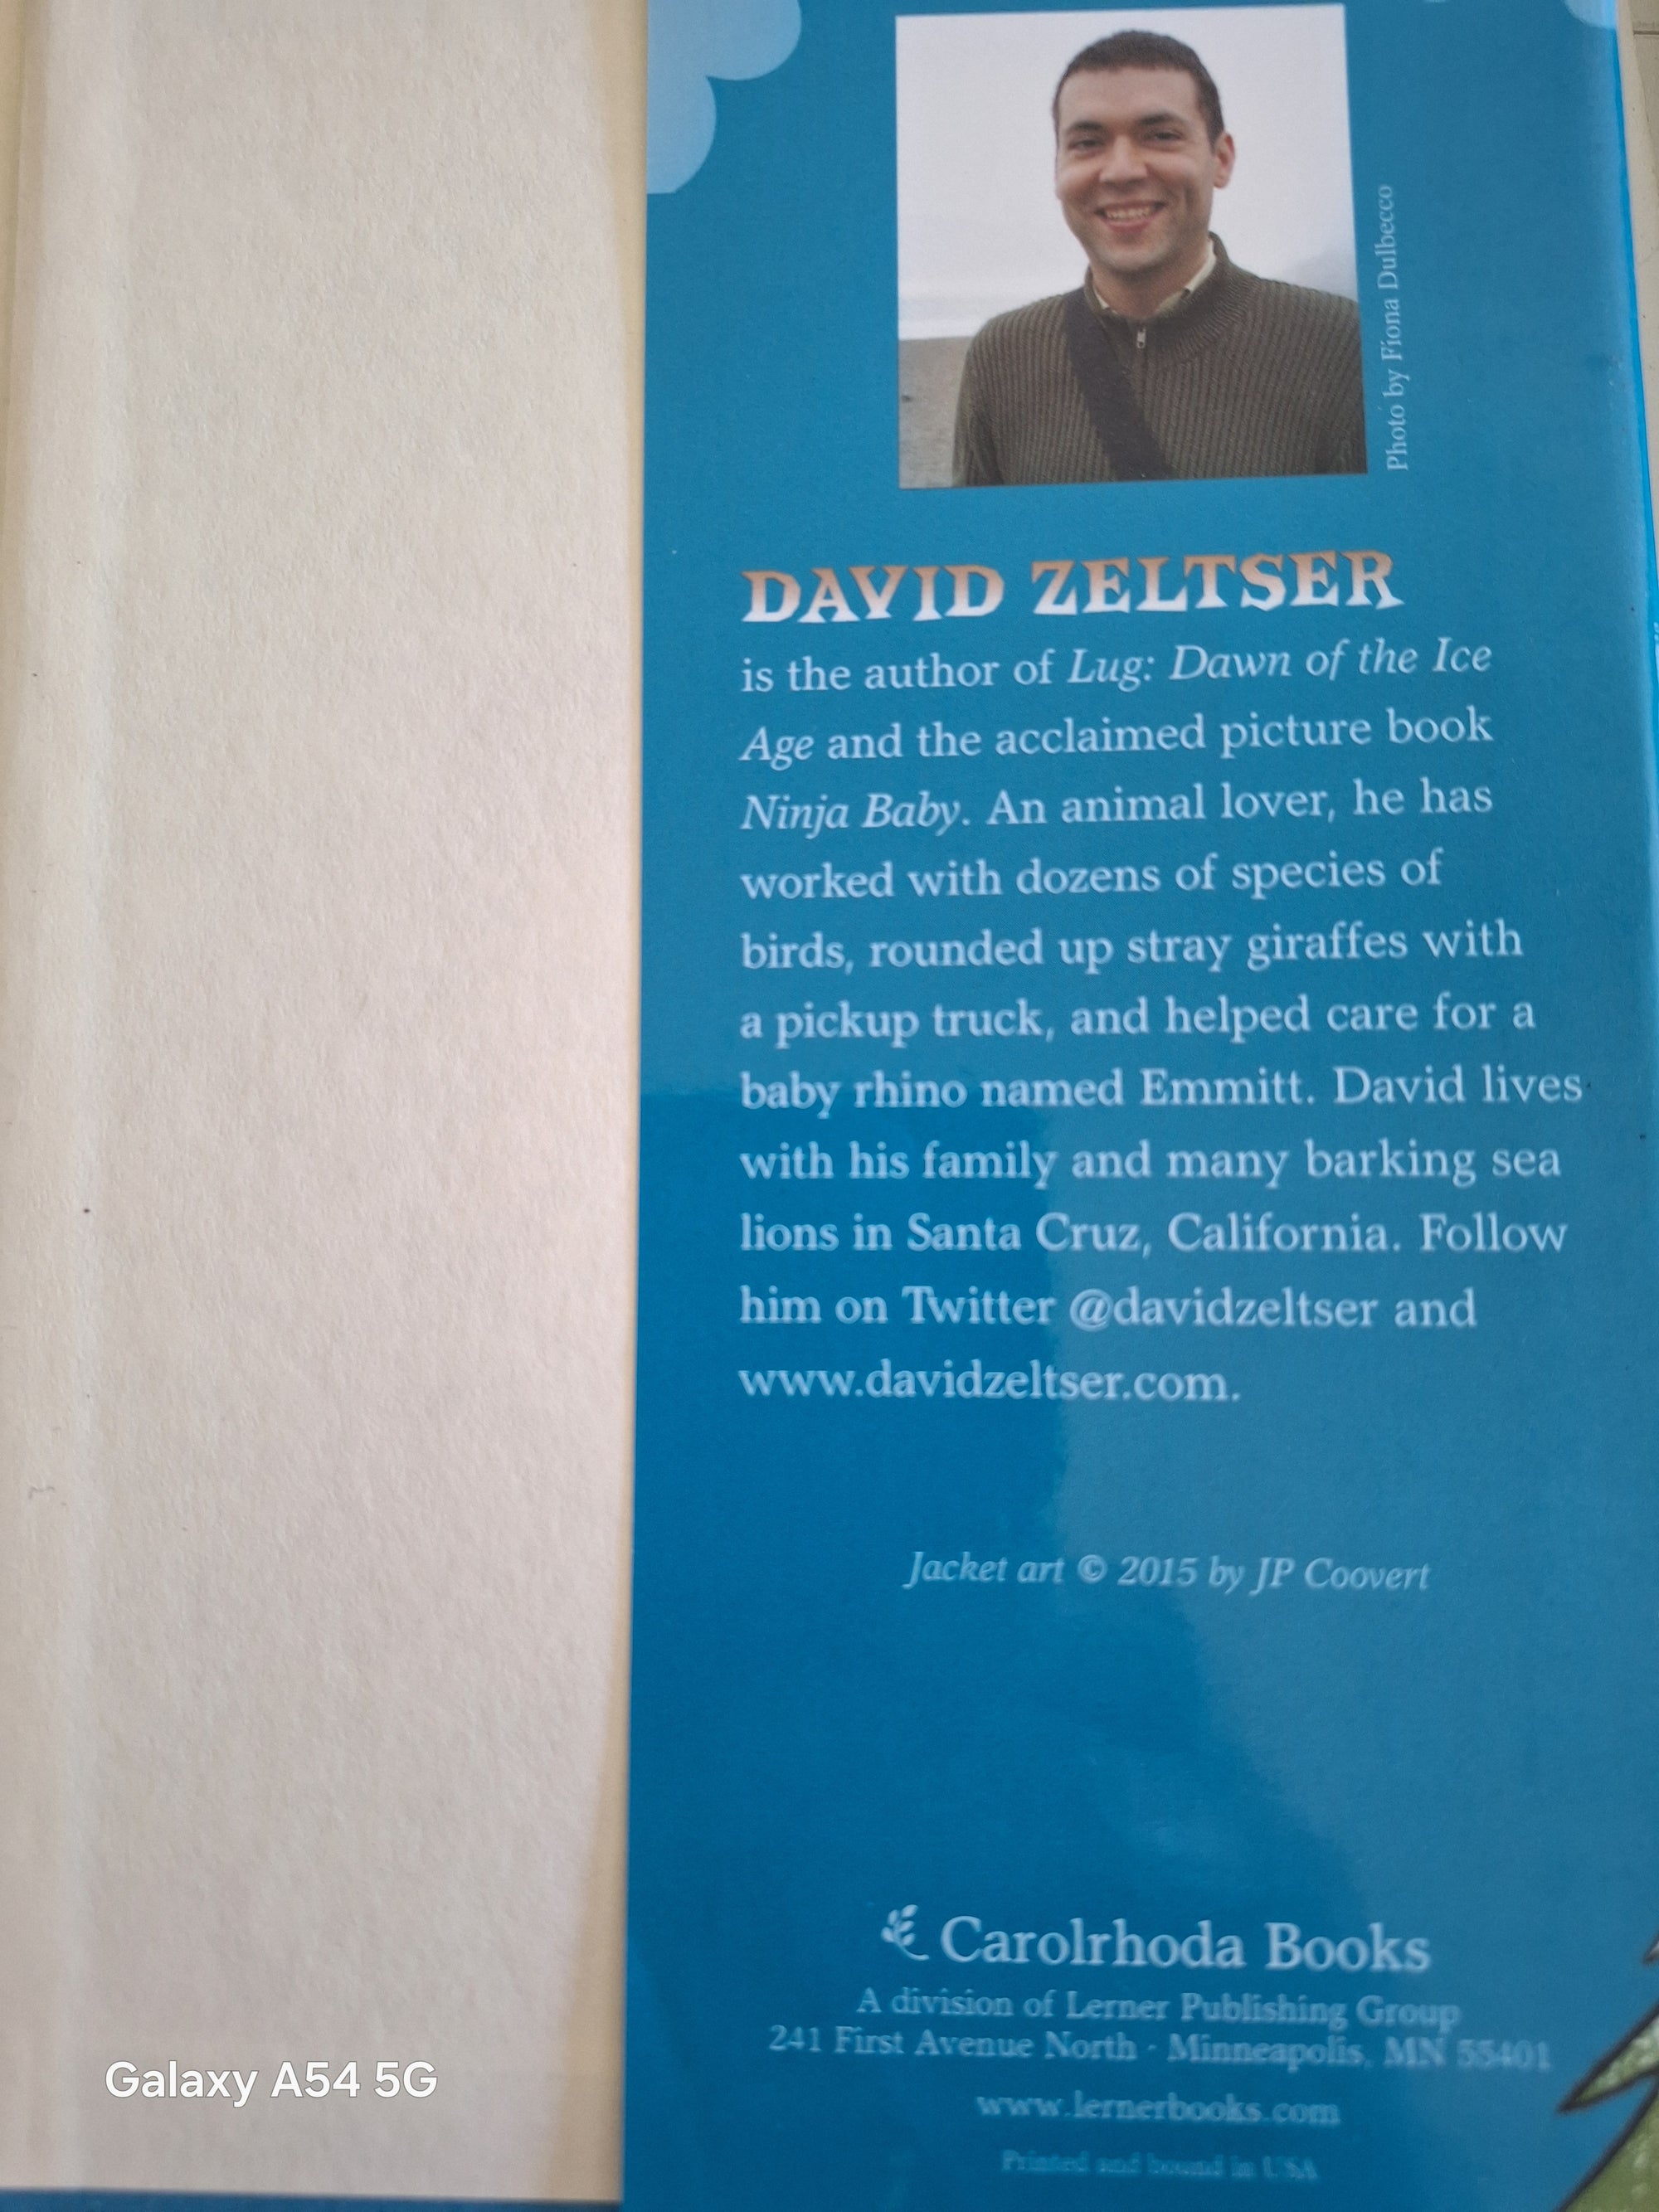 Photo by Fiona Dulbecco
DAVID ZELTSER
is the author of Lug: Dawn of the Ice
Age and the acclaimed picture book
Ninja Baby. An animal lover, he has
worked with dozens of species of
birds, rounded up stray giraffes with
a pickup truck, and helped care for a
baby rhino named Emmitt. David lives
with his family and many barking sea
lions in Santa Cruz, California. Follow
him on Twitter @davidzeltser and
www.davidzeltser.com.
Jacket art © 2015 by JP Coovert
Carolrhoda Books
A division of Lerner Publishing Group
241 First Avenue North · Minneapolis, MN 55401
www.lernerbooks.com
Printed and bound in USA
Galaxy A54 5G